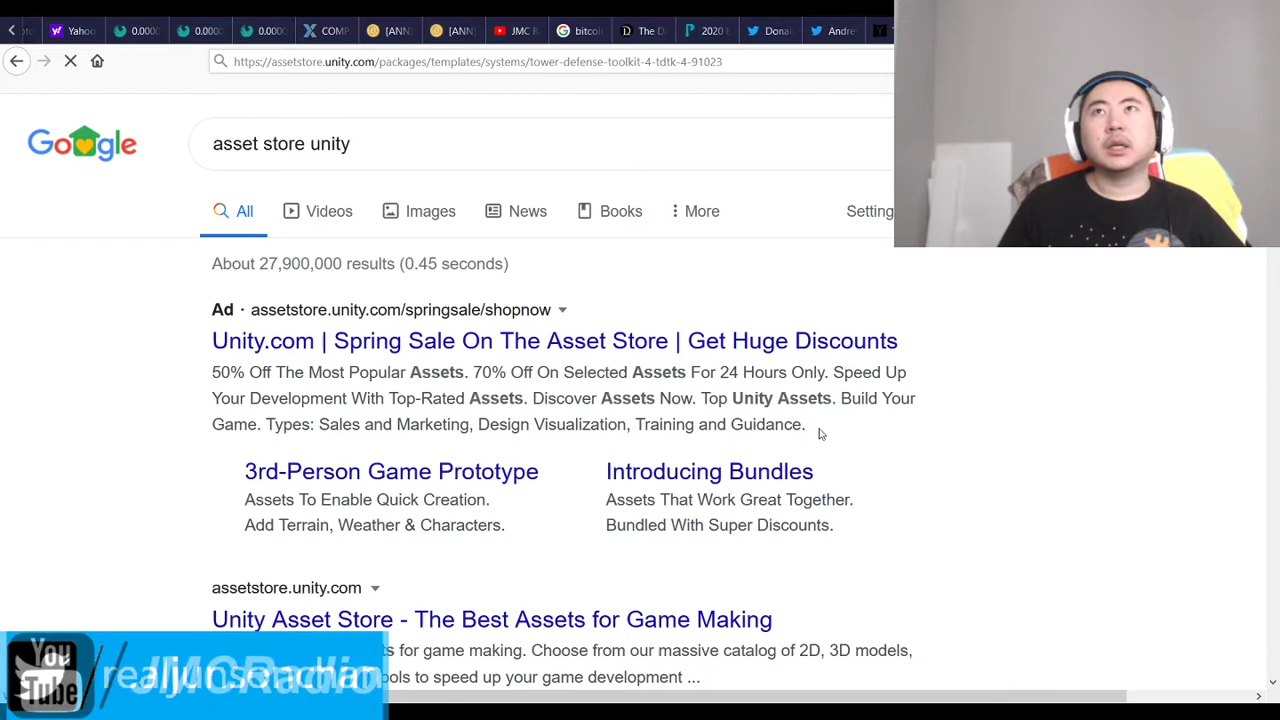 Yahoo
0.0000
0.0000
0.0000
COMP
[ANN]
[ANN]
JMC R
bitcoin
The D
2020 E
Donal
Andre
https://assetstore.unity.com/packages/templates/systems/tower-defense-toolkit-4-tdtk-4-91023
Google
asset store unity
All
Videos
Images
News
Books
More
Setting
About 27,900,000 results (0.45 seconds)
Ad · assetstore.unity.com/springsale/shopnow
Unity.com | Spring Sale On The Asset Store | Get Huge Discounts
50% Off The Most Popular Assets. 70% Off On Selected Assets For 24 Hours Only. Speed Up
Your Development With Top-Rated Assets. Discover Assets Now. Top Unity Assets. Build Your
Game. Types: Sales and Marketing, Design Visualization, Training and Guidance.
3rd-Person Game Prototype
Assets To Enable Quick Creation.
Add Terrain, Weather & Characters.
Introducing Bundles
Assets That Work Great Together.
Bundled With Super Discounts.
assetstore.unity.com
Unity Asset Store - The Best Assets for Game Making
ts for game making. Choose from our massive catalog of 2D, 3D models,
ols to speed up your game development ...
You
Tube